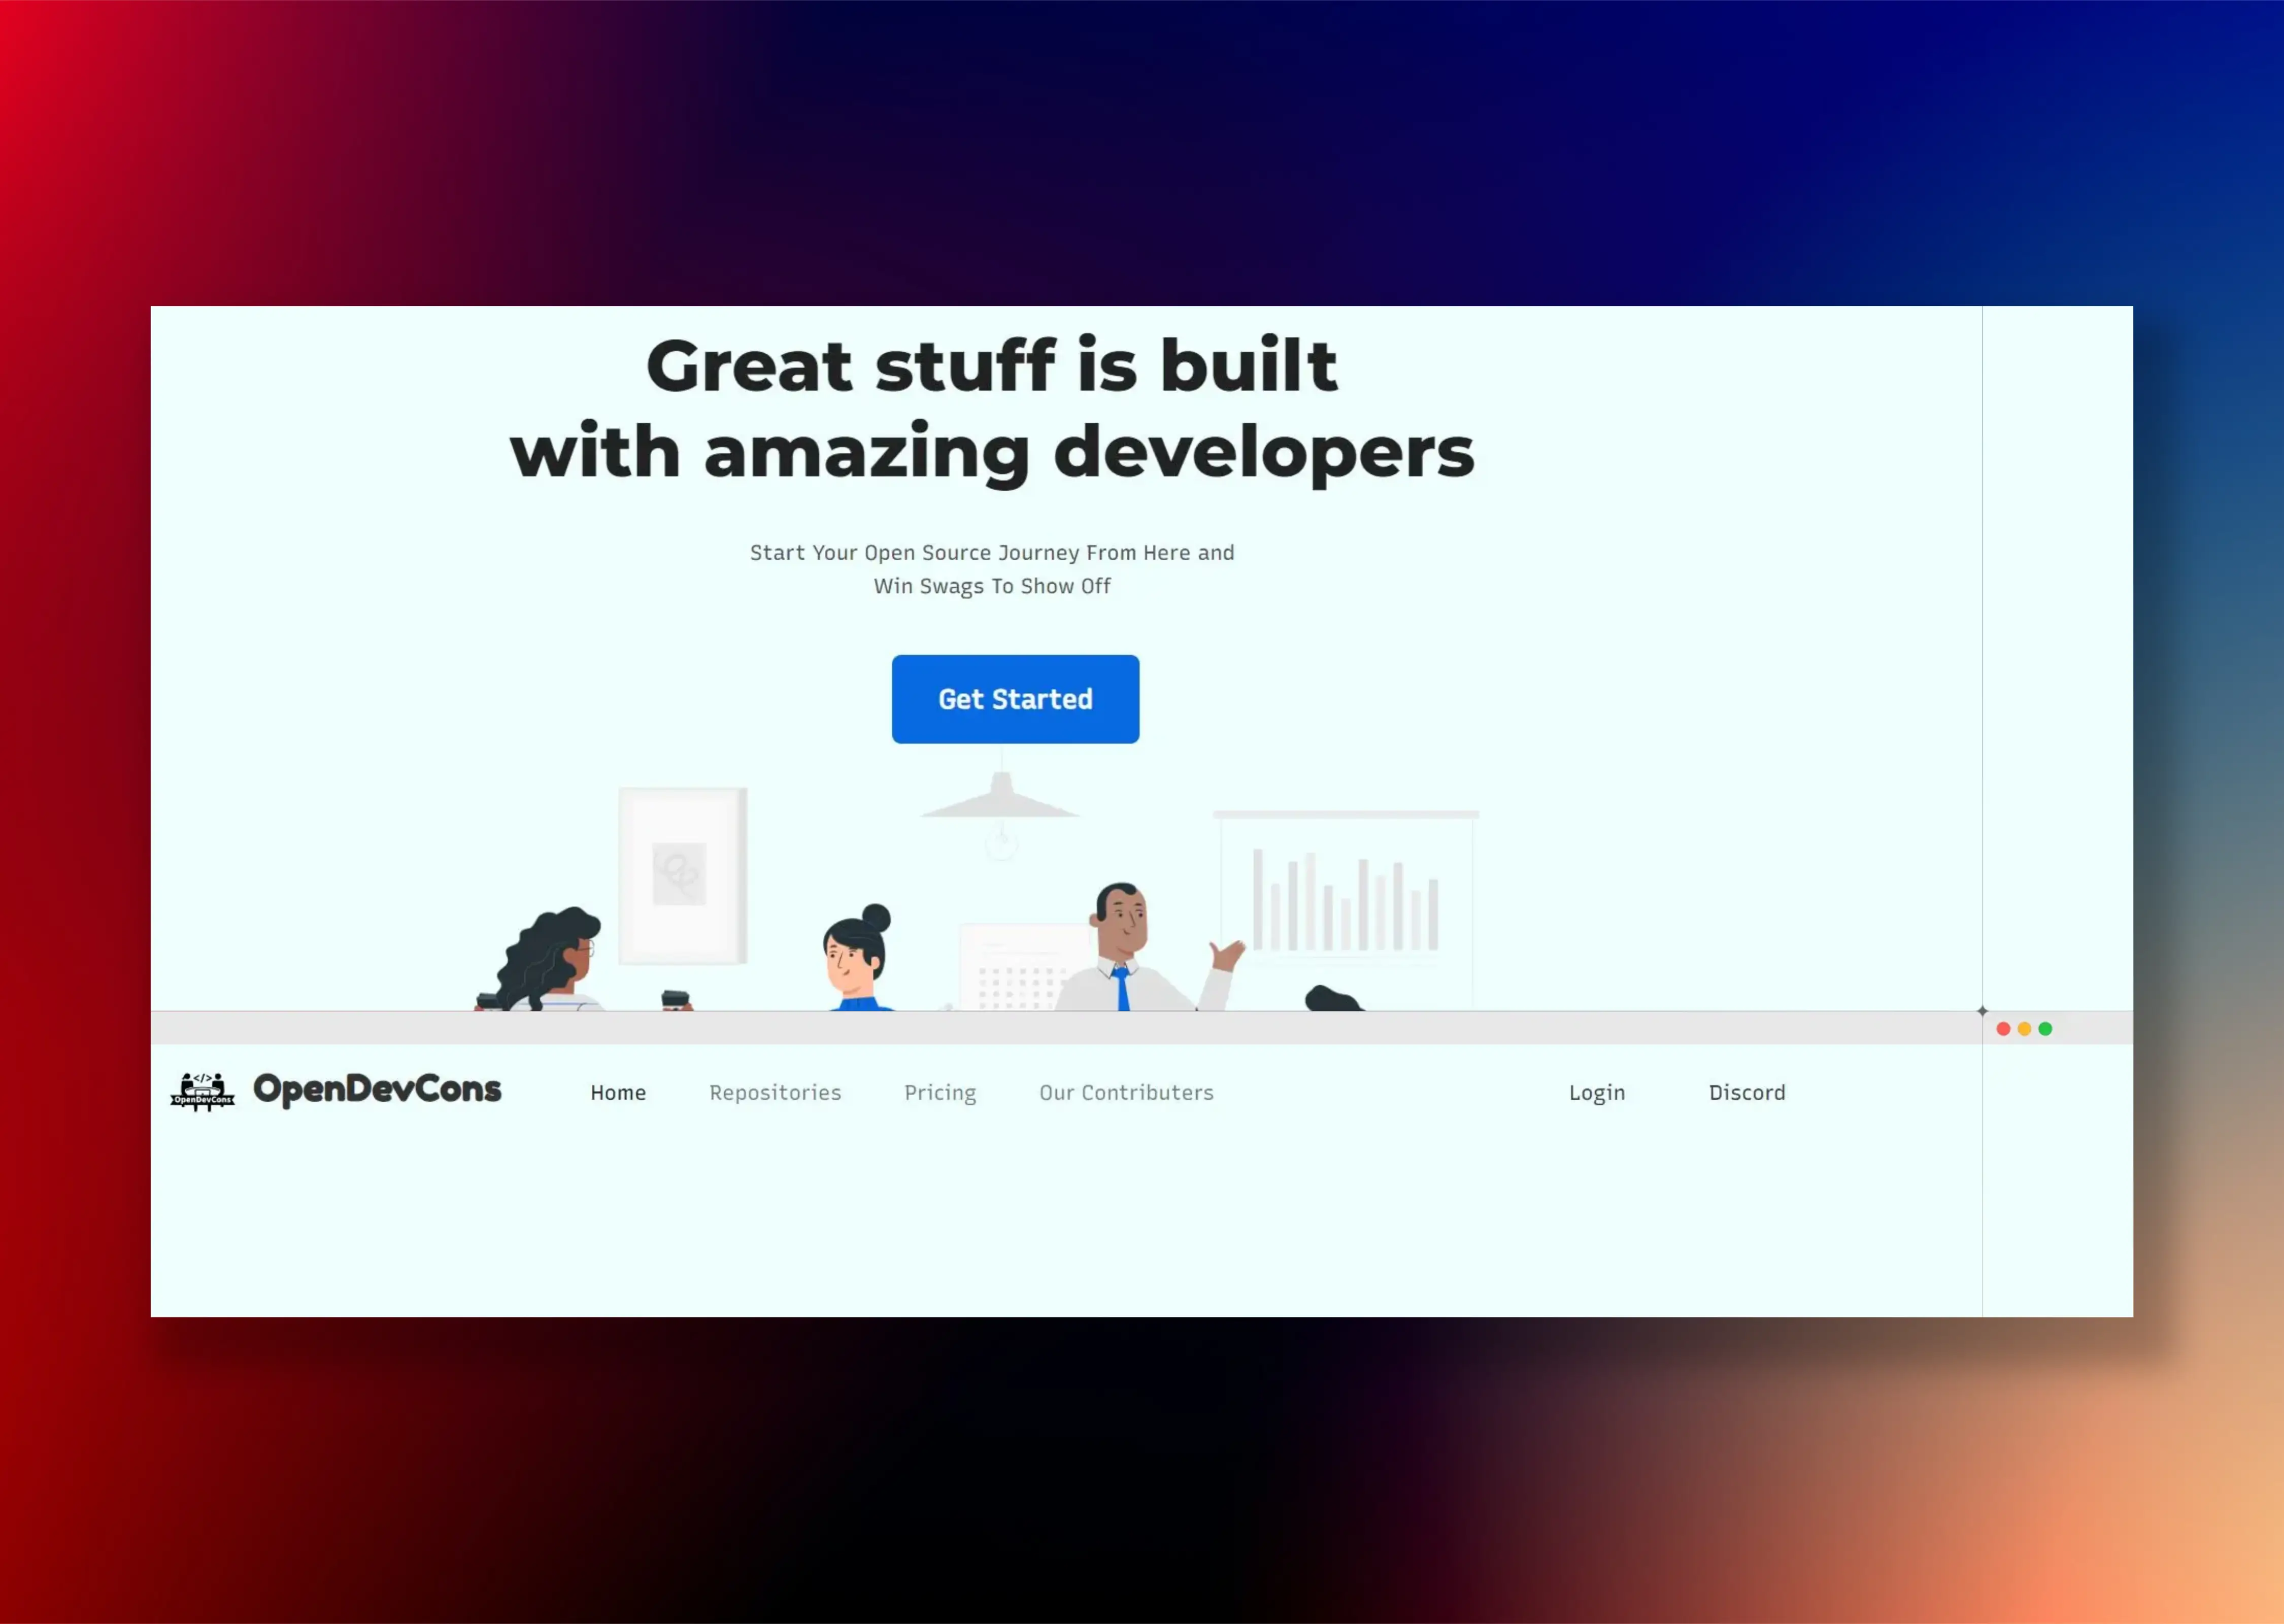 Great stuff is built
with amazing developers
Start Your Open Source Journey From Here and
Win Swags To Show Off
Get Started
</>
OpenDevCons
OpenDevCons
Home
Repositories
Pricing
Our Contributers
Login
Discord